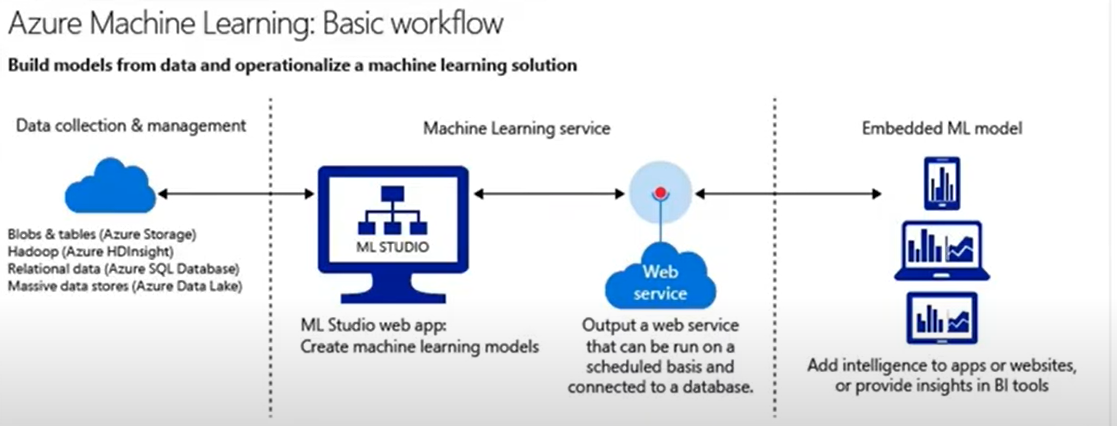 Azure Machine Learning: Basic workflow
Build models from data and operationalize a machine learning solution
Data collection & management
Blobs & tables (Azure Storage)
Hadoop (Azure HDInsight)
Relational data (Azure SQL Database)
Massive data stores (Azure Data Lake)
Machine Learning service
ML STUDIO
ML Studio web app:
Create machine learning models
Web
service
Output a web service
that can be run on a
scheduled basis and
connected to a database.
Embedded ML model
Add intelligence to apps or websites,
or provide insights in BI tools